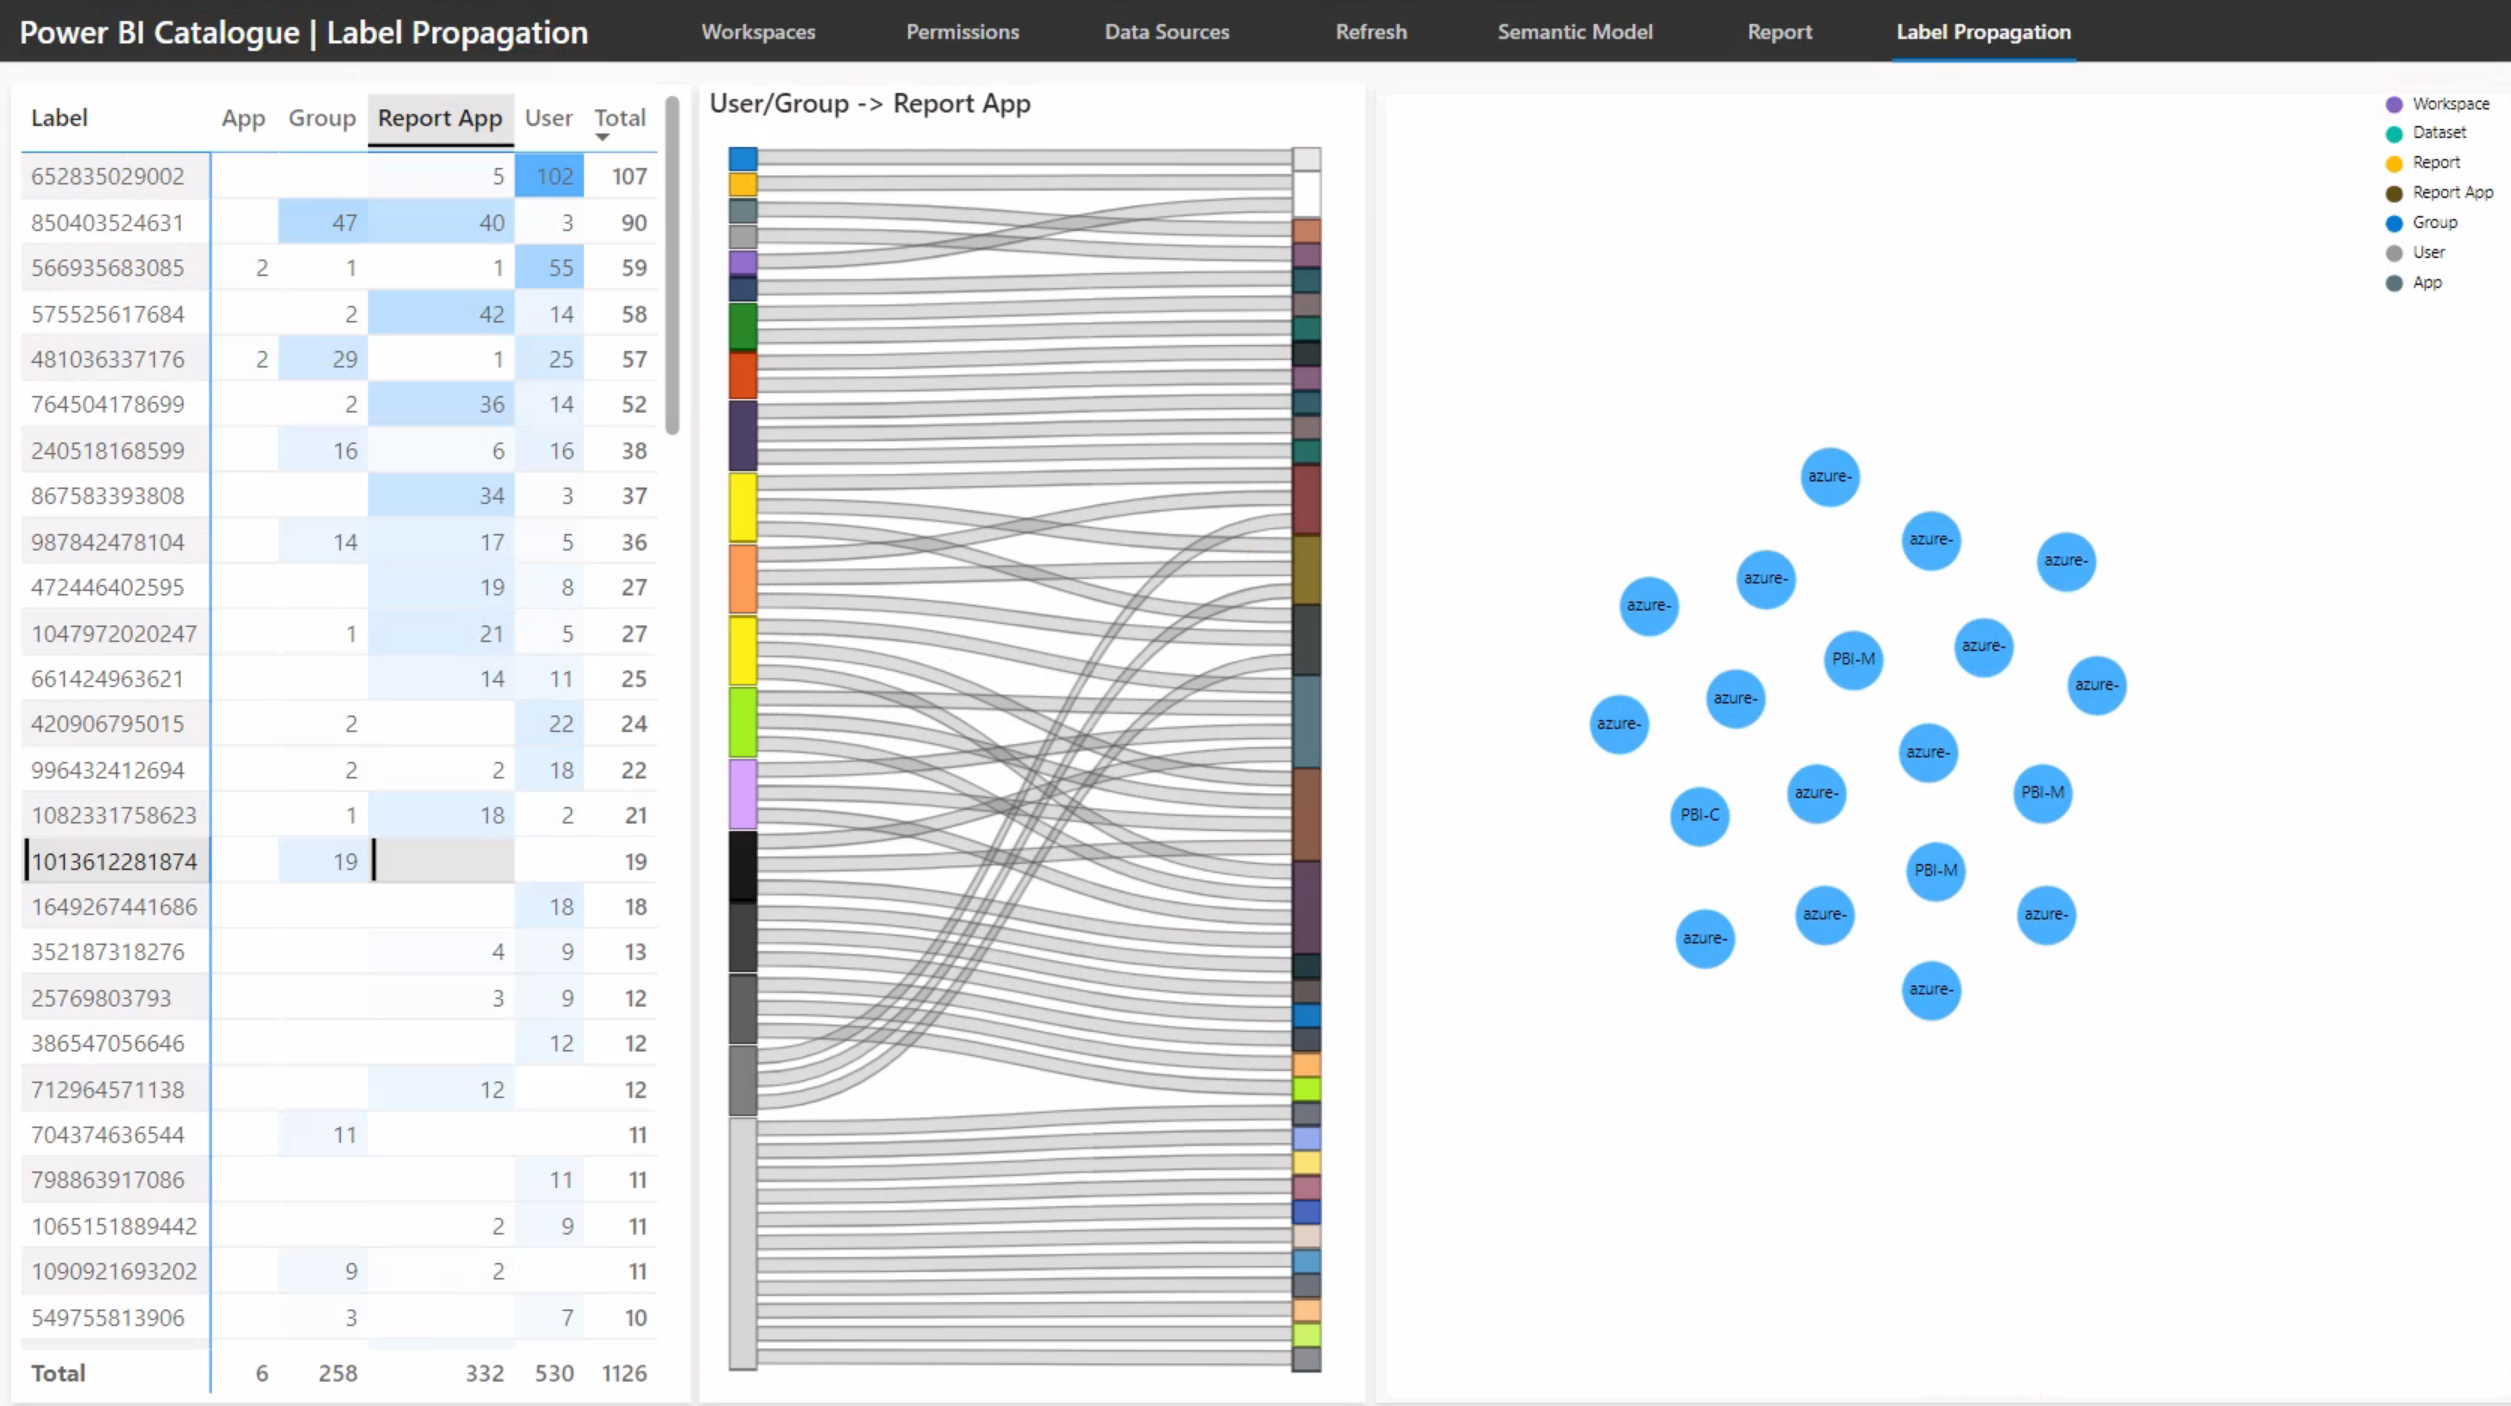 Power BI Catalogue | Label Propagation
Workspaces Permissions Data Sources Refresh Semantic Model Report Label Propagation
Label App Group Report App User Total
652835029002 5 102 107
850403524631 47 40 3 90
566935683085 2 1 1 55 59
575525617684 2 42 14 58
481036337176 2 29 1 25 57
764504178699 2 36 14 52
240518168599 16 6 16 38
867583393808 34 3 37
987842478104 14 17 5 36
472446402595 19 8 27
1047972020247 1 21 5 27
661424963621 14 11 25
420906795015 2 22 24
996432412694 2 2 18 22
1082331758623 1 18 2 21
1013612281874 19 19
1649267441686 18 18
352187318276 4 9 13
25769803793 3 9 12
386547056646 12 12
712964571138 12 12
704374636544 11 11
798863917086 11 11
1065151889442 2 9 11
1090921693202 9 2 11
549755813906 3 7 10
Total 6 258 332 530 1126
User/Group -> Report App
Workspace
Dataset
Report
Report App
Group
User
App
azure-
azure-
azure-
azure-
azure-
azure-
PBI-M
azure-
azure-
azure-
azure-
azure-
PBI-M
PBI-C
PBI-M
azure-
azure-
azure-
azure-